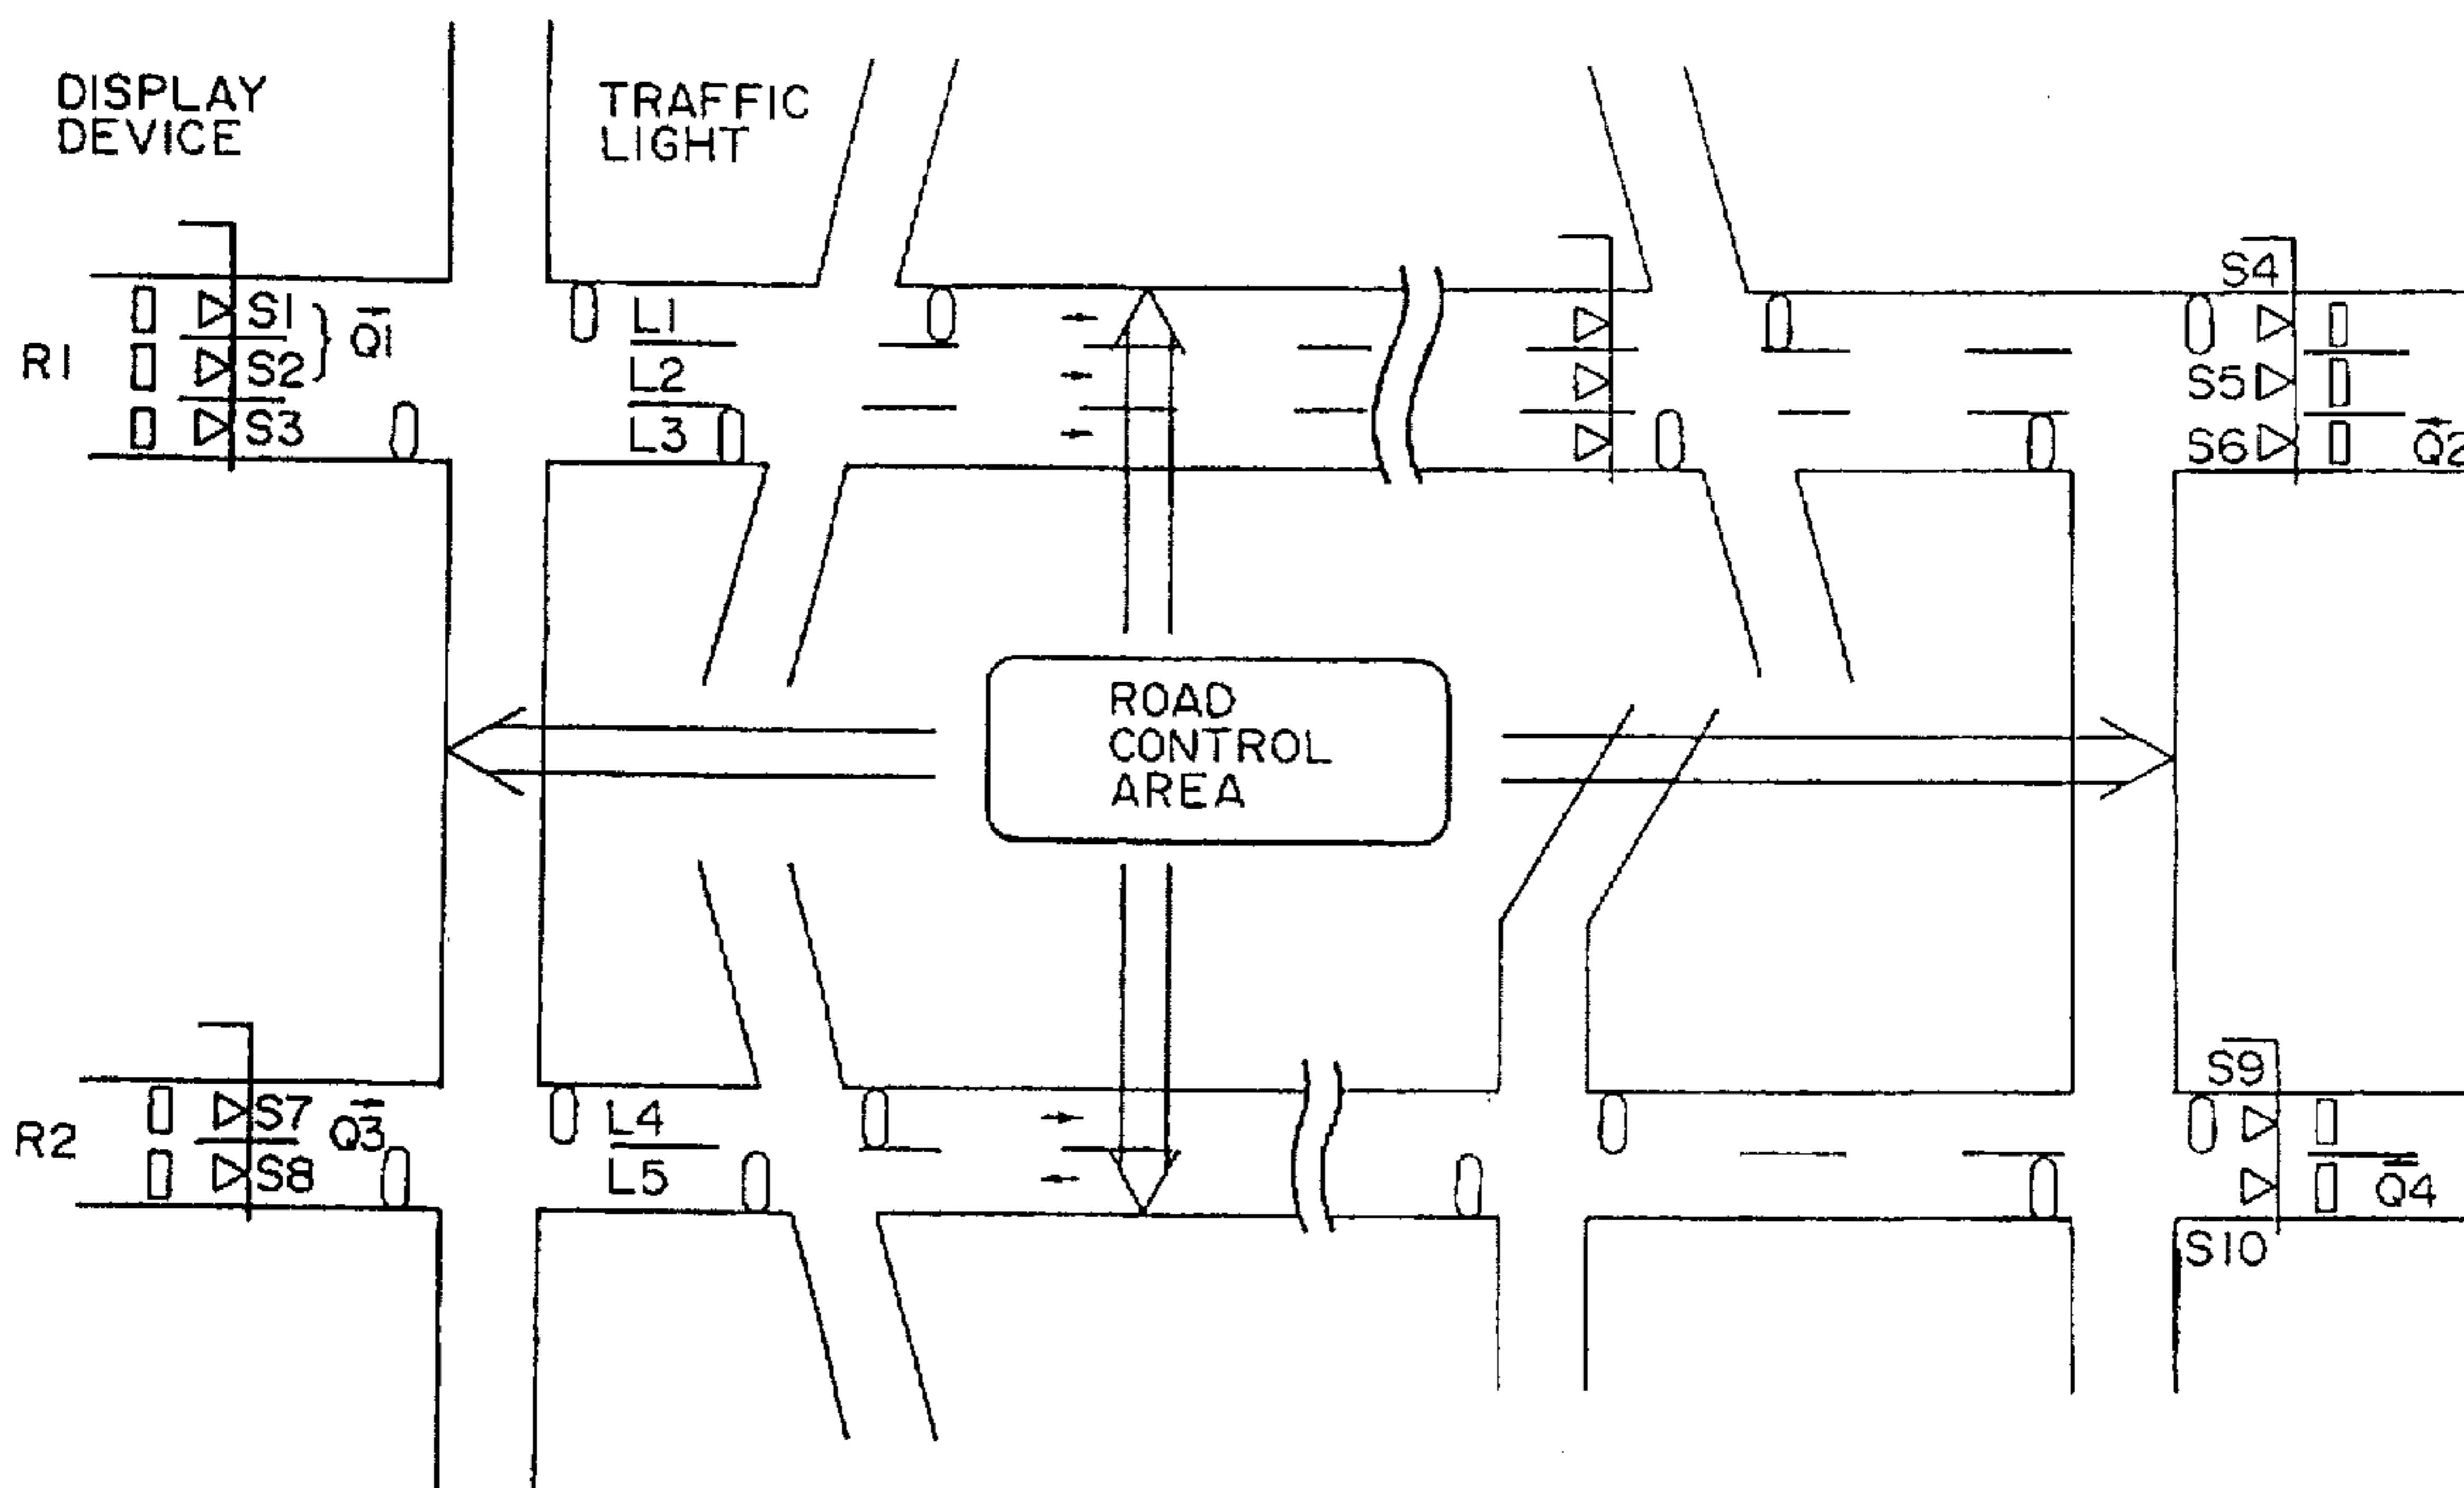 DISPLAY
DEVICE
TRAFFIC
LIGHT
R1
S1
S2
S3
Q1
L1
L2
L3
S4
S5
S6
Q2
ROAD
CONTROL
AREA
R2
S7
S8
Q3
L4
L5
S9
Q4
S10